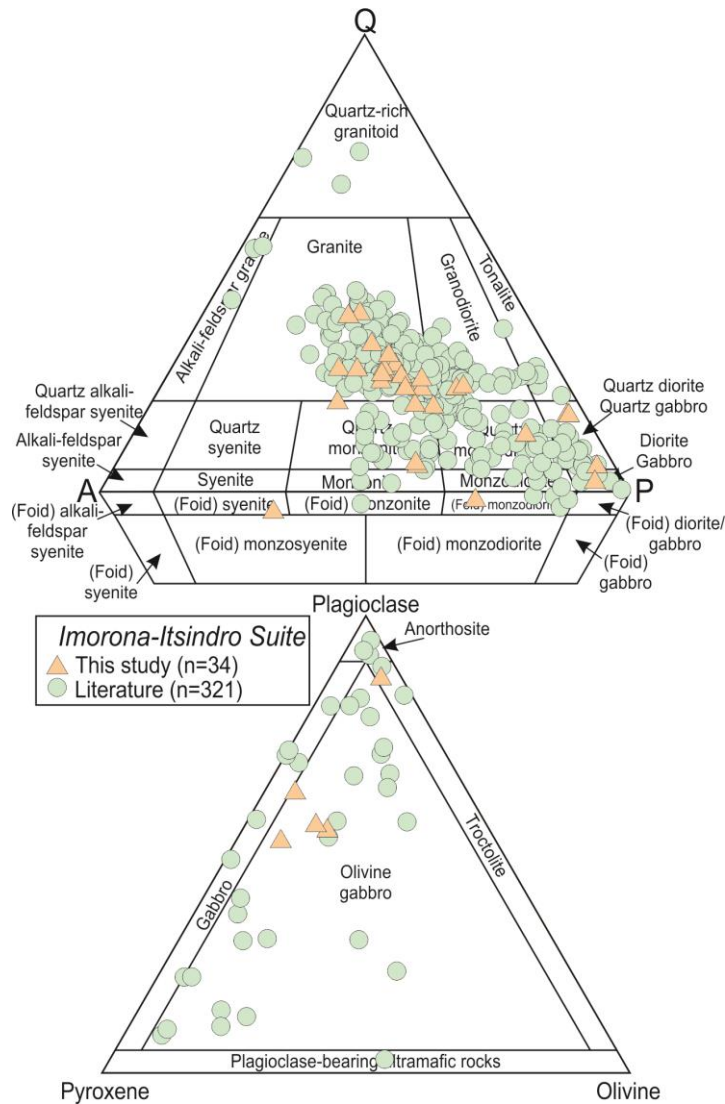 Q
Quartz-rich
granitoid
Alkali-feldspar
Granite
Granodiorite
Tonalite
Quartz alkali-
feldspar syenite
Alkali-feldspar
syenite
Quartz
syenite
Quartz diorite
Quartz gabbro
Diorite
Gabbro
Syenite
A
P
(Foid) alkali-
feldspar
syenite
(Foid) syenite
(Foid)
(Foid) diorite/
gabbro
(Foid)
syenite
(Foid) monzosyenite
(Foid) monzodiorite
(Foid)
gabbro
Plagioclase
Anorthosite
Imorona-Itsindro Suite
This study (n=34)
Literature (n=321)
Gabbro
Olivine
gabbro
Troctolite
Plagioclase-bearing
rocks
Pyroxene
Olivine